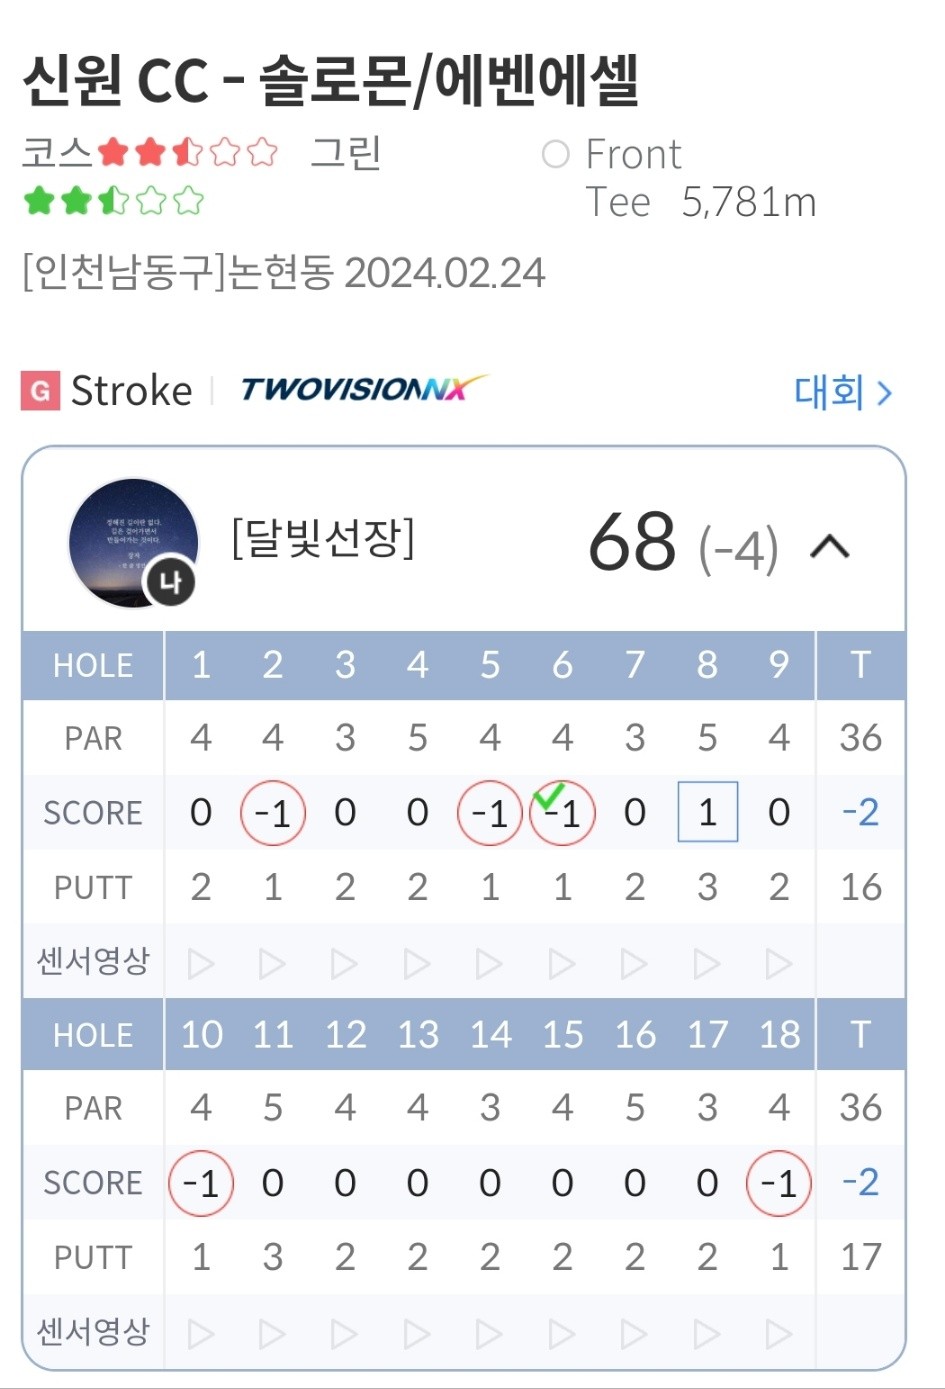 신원 CC - 솔로몬/에벤에셀
코스 그린 Front
Tee 5,781m
[인천남동구]논현동 2024.02.24
G Stroke TWOVISIONNX 대회 >
[달빛선장] 68 (-4)
나
HOLE 1 2 3 4 5 6 7 8 9 T
PAR 4 4 3 5 4 4 3 5 4 36
SCORE 0 -1 0 0 -1 -1 0 1 0 -2
PUTT 2 1 2 2 1 1 2 3 2 16
센서영상
HOLE 10 11 12 13 14 15 16 17 18 T
PAR 4 5 4 4 3 4 5 3 4 36
SCORE -1 0 0 0 0 0 0 0 -1 -2
PUTT 1 3 2 2 2 2 2 2 1 17
센서영상